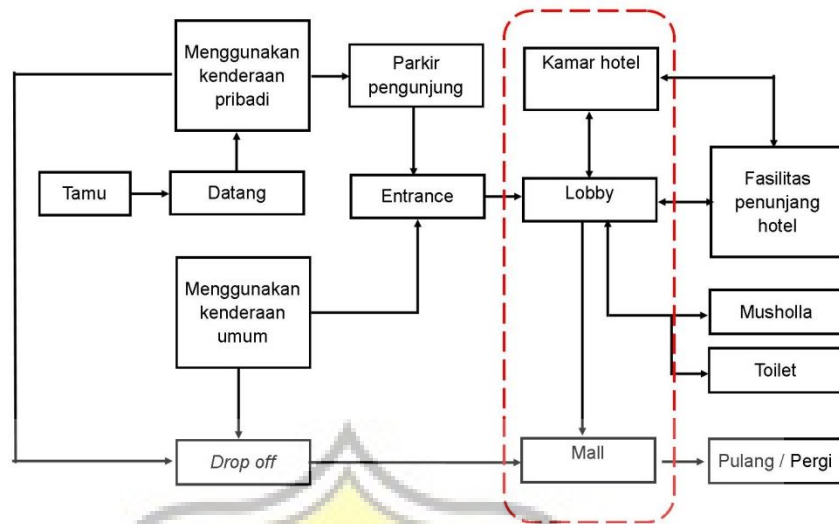 Menggunakan
kenderaan
pribadi
Parkir
pengunjung
Kamar hotel
Tamu
Datang
Entrance
Lobby
Fasilitas
penunjang
hotel
Menggunakan
kenderaan
umum
Musholla
Toilet
Drop off
Mall
Pulang / Pergi